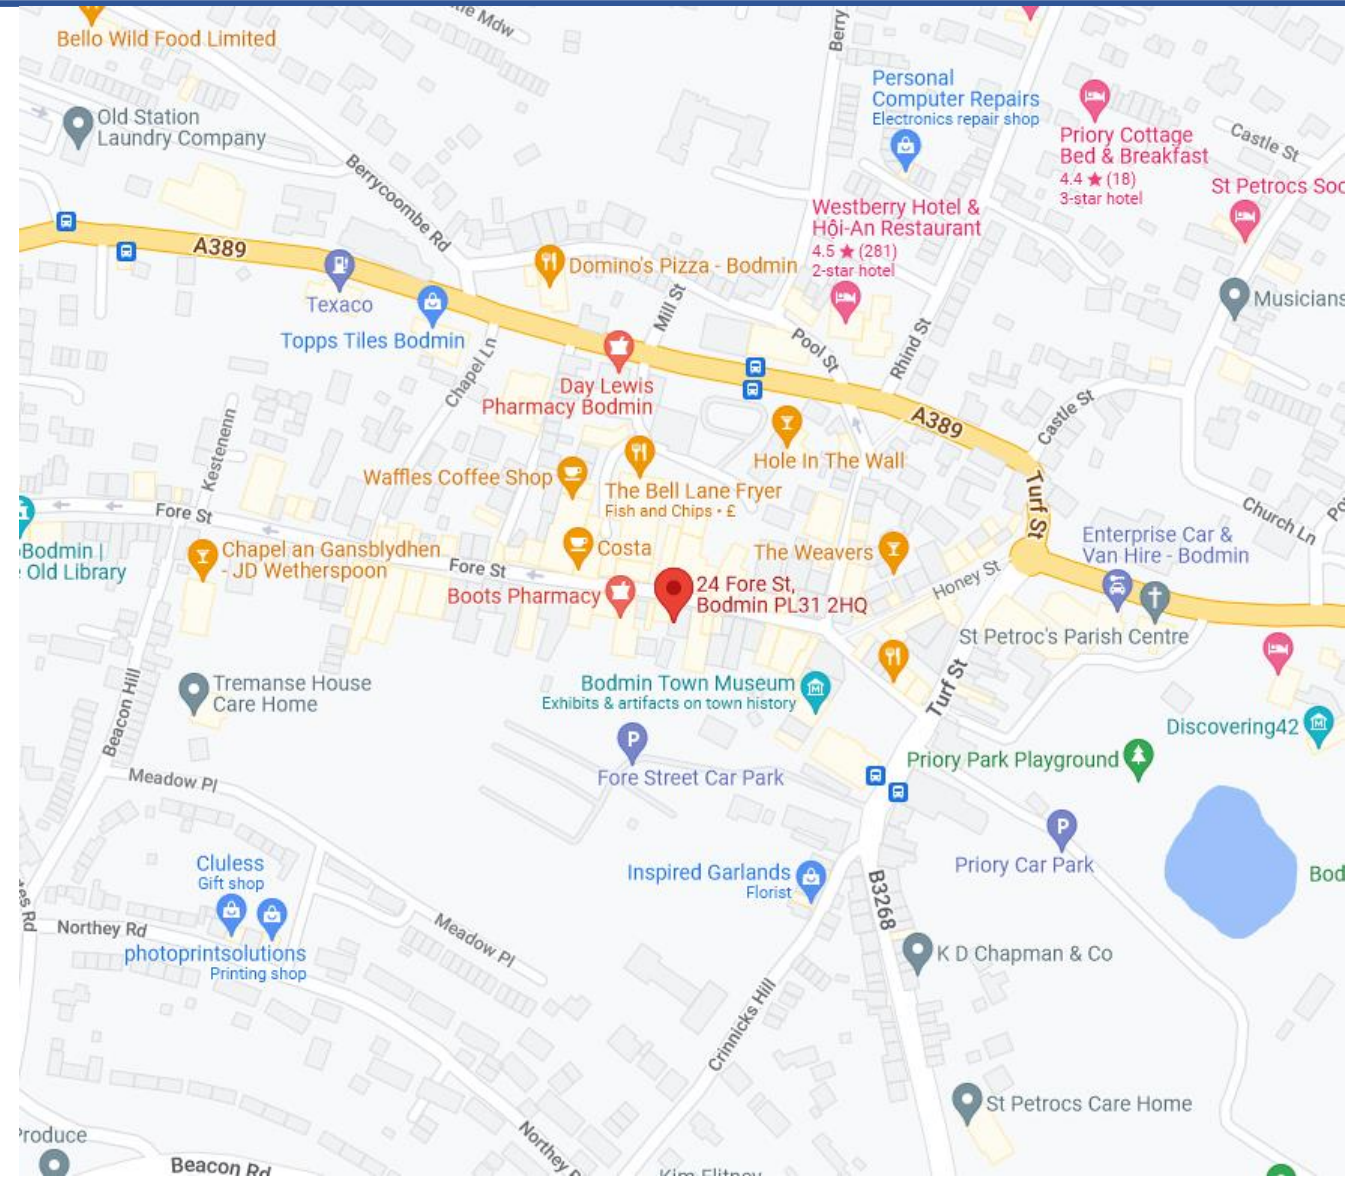 Bello Wild Food Limited
Mdw
Berry
Personal
Computer Repairs
Electronics repair shop
Old Station
Laundry Company
Priory Cottage
Bed & Breakfast
4.4 ★ (18)
3-star hotel
Castle St
St Petrocs Soc
Berrycoombe Rd
Westberry Hotel &
Hội-An Restaurant
4.5 ★ (281)
2-star hotel
A389
Domino's Pizza - Bodmin
Texaco
Mill St
Musicians
Topps Tiles Bodmin
Chapel Ln
Pool St
Rhind St
Day Lewis
Pharmacy Bodmin
A389
Castle St
Kestenenn
Hole In The Wall
Waffles Coffee Shop
The Bell Lane Fryer
Fish and Chips • £
Turf St
Fore St
Church Ln
Po
Bodmin |
Old Library
Chapel an Gansblydhen
- JD Wetherspoon
Fore St
Costa
The Weavers
Enterprise Car &
Van Hire - Bodmin
Honey St
Boots Pharmacy
24 Fore St,
Bodmin PL31 2HQ
St Petroc's Parish Centre
Beacon Hill
Tremanse House
Care Home
Bodmin Town Museum
Exhibits & artifacts on town history
Turf St
Discovering42
P
Fore Street Car Park
Priory Park Playground
Meadow Pl
P
Priory Car Park
Cluless
Gift shop
Inspired Garlands
Florist
B3268
Bod
Rd
Northey Rd
Meadow Pl
photoprintsolutions
Printing shop
K D Chapman & Co
Crinnicks Hill
St Petrocs Care Home
Produce
Northey
Beacon Rd